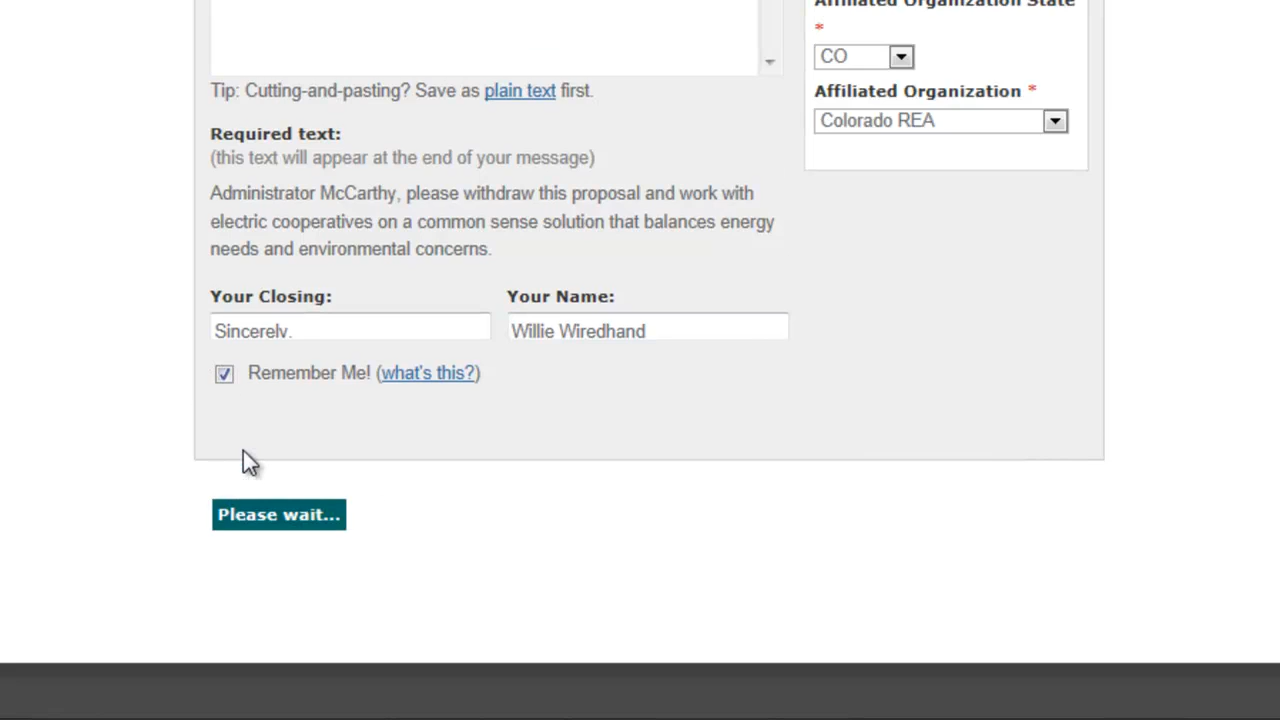 Affiliated Organization State
*
CO
Affiliated Organization *
Colorado REA
Tip: Cutting-and-pasting? Save as plain text first.
Required text:
(this text will appear at the end of your message)
Administrator McCarthy, please withdraw this proposal and work with
electric cooperatives on a common sense solution that balances energy
needs and environmental concerns.
Your Closing:
Your Name:
Sincerely,
Willie Wiredhand
Remember Me! (what's this?)
Please wait...